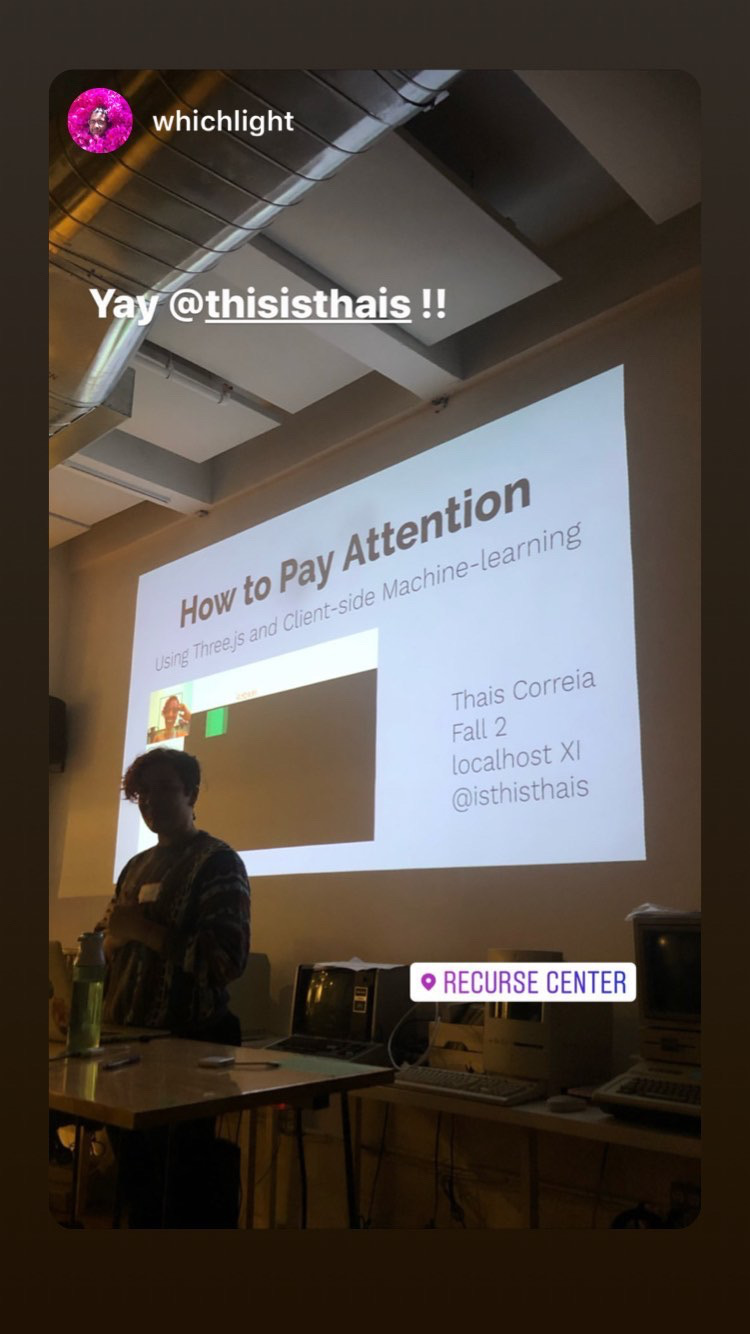 whichlight
Yay @thisisthais !!
How to Pay Attention
Using Three.js and Client-side Machine-learning
Thais Correia
Fall 2
localhost XI
@isthisthais
RECURSE CENTER